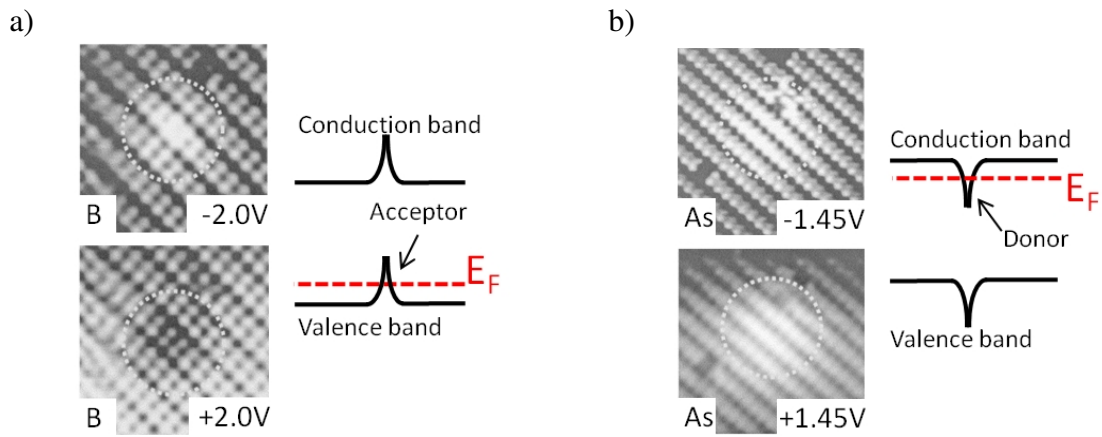 a)
B
-2.0V
B
+2.0V
Conduction band
Acceptor
E_F
Valence band
b)
As
-1.45V
As
+1.45V
Conduction band
E_F
Donor
Valence band